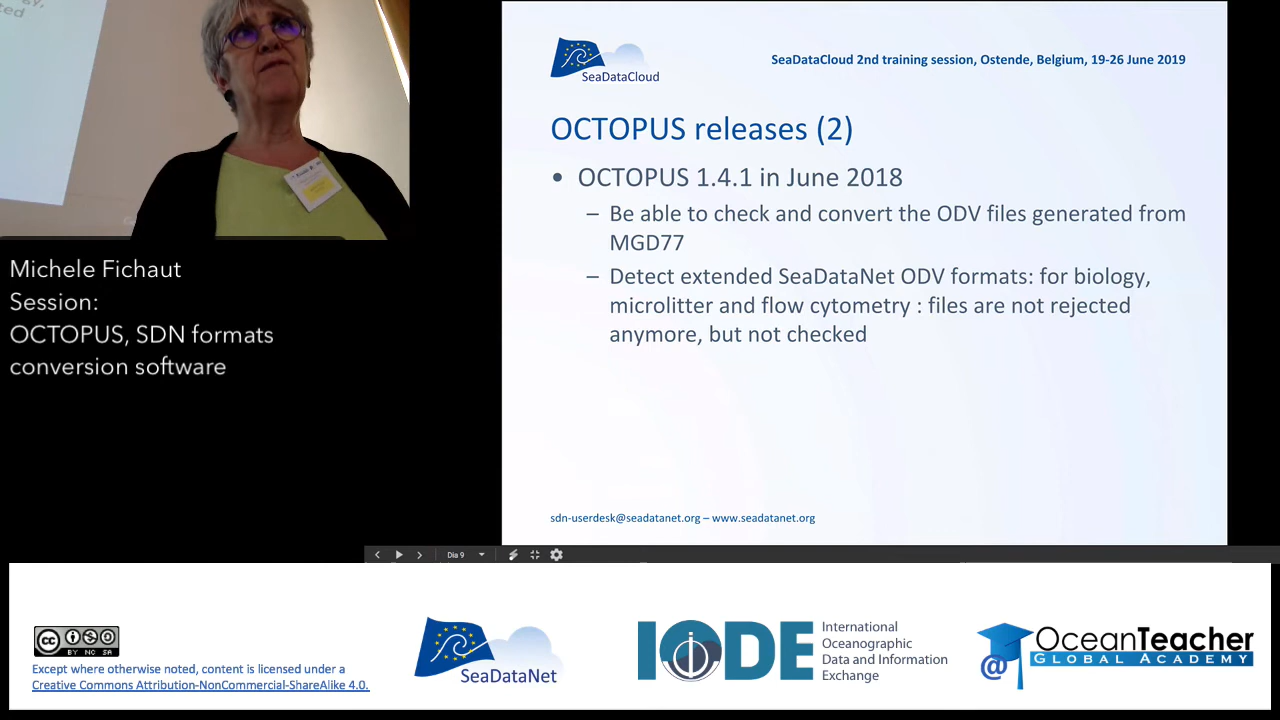 ted
SeaDataCloud
SeaDataCloud 2nd training session, Ostende, Belgium, 19-26 June 2019
OCTOPUS releases (2)
• OCTOPUS 1.4.1 in June 2018
– Be able to check and convert the ODV files generated from
MGD77
– Detect extended SeaDataNet ODV formats: for biology,
microlitter and flow cytometry : files are not rejected
anymore, but not checked
sdn-userdesk@seadatanet.org – www.seadatanet.org
Michele Fichaut
Session:
OCTOPUS, SDN formats
conversion software
Dia 9
CC BY NC SA
Except where otherwise noted, content is licensed under a
Creative Commons Attribution-NonCommercial-ShareAlike 4.0.
SeaDataNet
IODE
International
Oceanographic
Data and Information
Exchange
@
OceanTeacher
GLOBAL ACADEMY